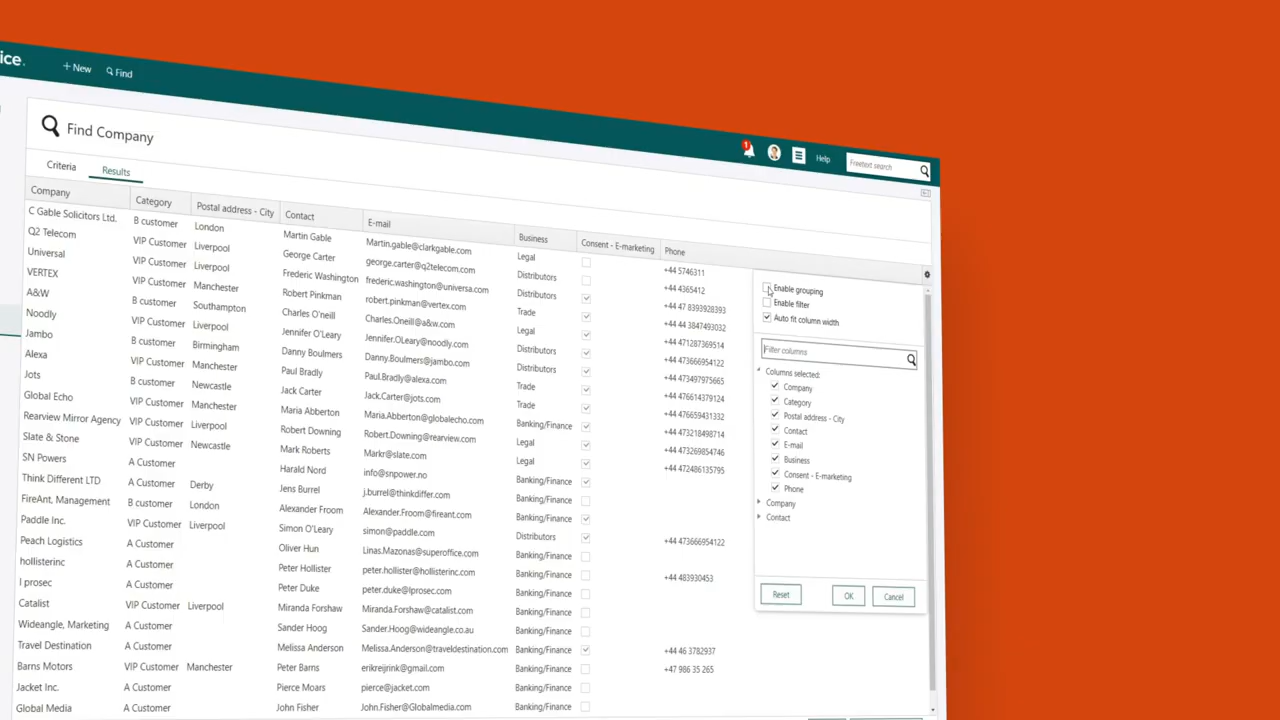 ice.
+ New Find
1 Help Freetext search
Find Company
Criteria Results
Company Category Postal address - City Contact E-mail Business Consent - E-marketing Phone
C Gable Solicitors Ltd. B customer London Martin Gable Martin.gable@clarkgable.com Legal +44 5746311
Q2 Telecom VIP Customer Liverpool George Carter george.carter@q2telecom.com Distributors +44 4365412
Universal VIP Customer Liverpool Frederic Washington frederic.washington@universa.com Distributors +44 47 8393928393
VERTEX VIP Customer Manchester Robert Pinkman robert.pinkman@vertex.com Trade +44 44 3847493032
A&W B customer Southampton Charles O'neill Charles.Oneill@a&w.com Legal +44 471287369514
Noodly VIP Customer Liverpool Jennifer O'Leary Jennifer.OLeary@noodly.com Distributors +44 473666954122
Jambo B customer Birmingham Danny Boulmers Danny.Boulmers@jambo.com Distributors +44 473497975665
Alexa VIP Customer Manchester Paul Bradly Paul.Bradly@alexa.com Trade +44 476614379124
Jots B customer Newcastle Jack Carter Jack.Carter@jots.com Trade +44 476659431332
Global Echo VIP Customer Manchester Maria Abberton Maria.Abberton@globalecho.com Banking/Finance +44 473218498714
Rearview Mirror Agency VIP Customer Liverpool Robert Downing Robert.Downing@rearview.com Legal +44 473269854746
Slate & Stone VIP Customer Newcastle Mark Roberts Markr@slate.com Legal +44 472486135795
SN Powers A Customer Harald Nord info@snpower.no Banking/Finance
Think Different LTD A Customer Derby Jens Burrel j.burrel@thinkdiffer.com Banking/Finance
FireAnt, Management B customer London Alexander Froom Alexander.Froom@fireant.com Banking/Finance
Paddle Inc. VIP Customer Liverpool Simon O'Leary simon@paddle.com Distributors +44 473666954122
Peach Logistics A Customer Oliver Hun Linas.Mazonas@superoffice.com Banking/Finance
hollisterinc A Customer Peter Hollister peter.hollister@hollisterinc.com Banking/Finance +44 483930453
I prosec A Customer Peter Duke peter.duke@Iprosec.com Banking/Finance
Catalist VIP Customer Liverpool Miranda Forshaw Miranda.Forshaw@catalist.com Banking/Finance
Wideangle, Marketing A Customer Sander Hoog Sander.Hoog@wideangle.co.au Banking/Finance
Travel Destination A Customer Melissa Anderson Melissa.Anderson@traveldestination.com Banking/Finance +44 46 3782937
Barns Motors VIP Customer Manchester Peter Barns erikreijrink@gmail.com Banking/Finance +47 986 35 265
Jacket Inc. A Customer Pierce Moars pierce@jacket.com Banking/Finance
Global Media A Customer John Fisher John.Fisher@Globalmedia.com Banking/Finance
Enable grouping
Enable filter
Auto fit column width
Filter columns
Columns selected:
Company
Category
Postal address - City
Contact
E-mail
Business
Consent - E-marketing
Phone
Company
Contact
Reset OK Cancel